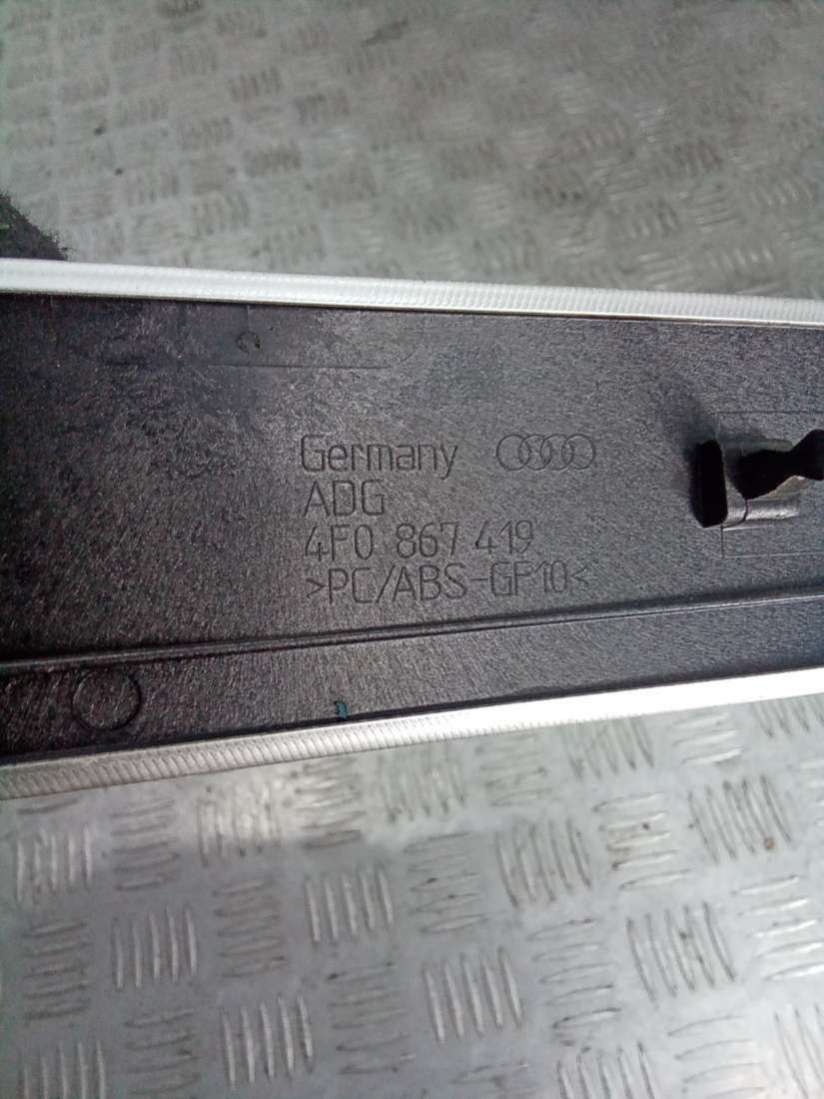 Germany
ADG
4F0 867 419
>PC/ABS-GF10<